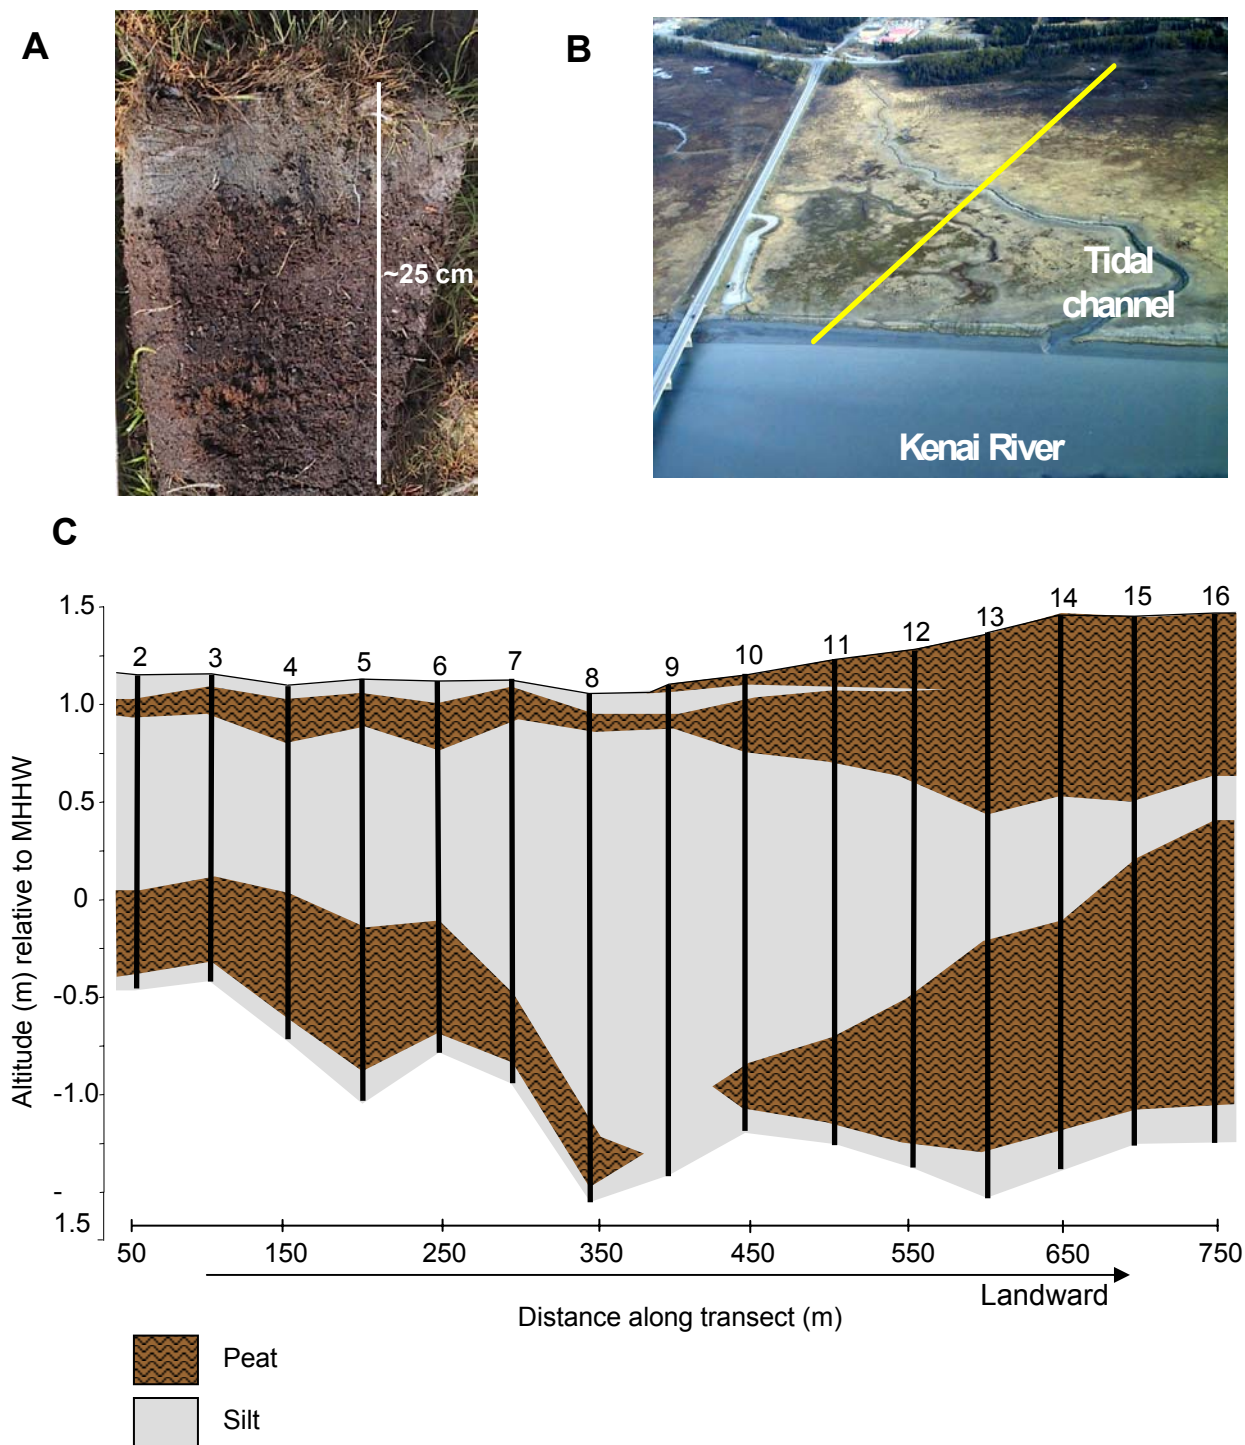 A
B
~25 cm
Tidal
channel
Kenai River
C
Altitude (m) relative to MHHW
1.5
1.0
0.5
0
-0.5
-1.0
-
1.5
2 3 4 5 6 7 8 9 10 11 12 13 14 15 16
50 150 250 350 450 550 650 750
Landward
Distance along transect (m)
Peat
Silt